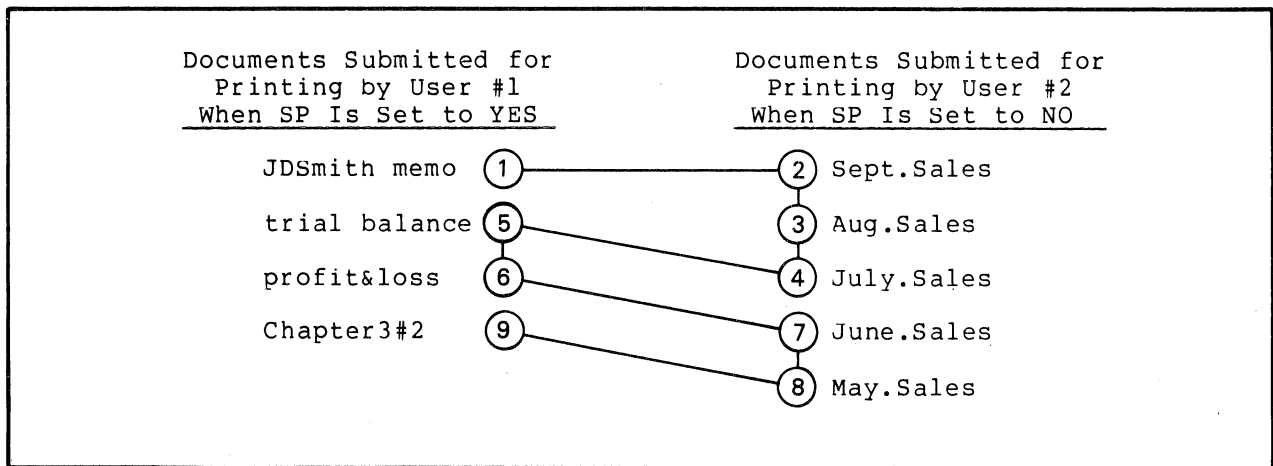 Documents Submitted for
Printing by User #1
When SP Is Set to YES
Documents Submitted for
Printing by User #2
When SP Is Set to NO
JDSmith memo 1 2 Sept.Sales
trial balance 5 3 Aug.Sales
profit&loss 6 4 July.Sales
Chapter3#2 9 7 June.Sales
8 May.Sales